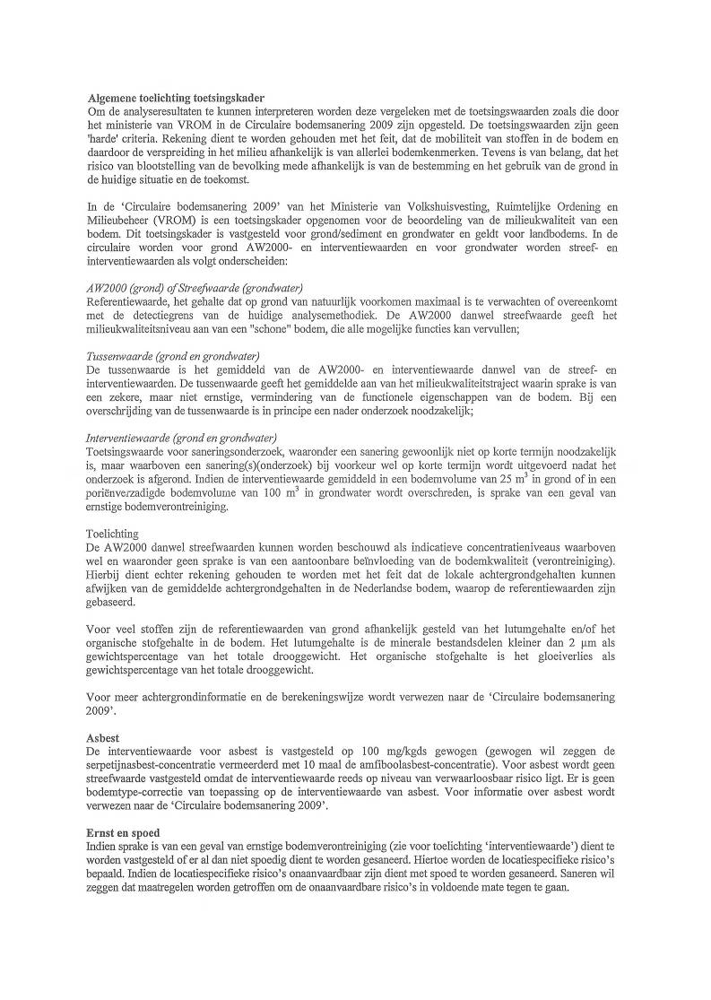 Algemene toelichting toetsingskader
Om de analyseresultaten te kunnen interpreteren worden deze vergeleken met de toetsingswaarden zoals die door
het ministerie van VROM in de Circulaire bodemsanering 2009 zijn opgesteld. De toetsingswaarden zijn geen
'harde' criteria. Rekening dient te worden gehouden met het feit, dat de mobiliteit van stoffen in de bodem en
daardoor de verspreiding in het milieu afhankelijk is van allerlei bodemkenmerken. Tevens is van belang, dat het
risico van blootstelling van de bevolking mede afhankelijk is van de bestemming en het gebruik van de grond in
de huidige situatie en de toekomst.

In de ‘Circulaire bodemsanering 2009’ van het Ministerie van Volkshuisvesting, Ruimtelijke Ordening en
Milieubeheer (VROM) is een toetsingskader opgenomen voor de beoordeling van de milieukwaliteit van een
bodem. Dit toetsingskader is vastgesteld voor grond/sediment en grondwater en geldt voor landbodems. In de
circulaire worden voor grond AW2000- en interventiewaarden en voor grondwater worden streef- en
interventiewaarden als volgt onderscheiden:

AW2000 (grond) of Streefwaarde (grondwater)
Referentiewaarde, het gehalte dat op grond van natuurlijk voorkomen maximaal is te verwachten of overeenkomt
met de detectiegrens van de huidige analysemethodiek. De AW2000 danwel streefwaarde geeft het
milieukwaliteitsniveau aan van een "schone" bodem, die alle mogelijke functies kan vervullen;

Tussenwaarde (grond en grondwater)
De tussenwaarde is het gemiddeld van de AW2000- en interventiewaarde danwel van de streef- en
interventiewaarden. De tussenwaarde geeft het gemiddelde aan van het milieukwaliteitstraject waarin sprake is van
een zekere, maar niet ernstige, vermindering van de functionele eigenschappen van de bodem. Bij een
overschrijding van de tussenwaarde is in principe een nader onderzoek noodzakelijk;

Interventiewaarde (grond en grondwater)
Toetsingswaarde voor saneringsonderzoek, waaronder een sanering gewoonlijk niet op korte termijn noodzakelijk
is, maar waarboven een sanering(s)(onderzoek) bij voorkeur wel op korte termijn wordt uitgevoerd nadat het
onderzoek is afgerond. Indien de interventiewaarde gemiddeld in een bodemvolume van 25 m³ in grond of in een
poriënverzadigde bodemvolume van 100 m³ in grondwater wordt overschreden, is sprake van een geval van
ernstige bodemverontreiniging.

Toelichting
De AW2000 danwel streefwaarden kunnen worden beschouwd als indicatieve concentratieniveaus waarboven
wel en waaronder geen sprake is van een aantoonbare beïnvloeding van de bodemkwaliteit (verontreiniging).
Hierbij dient echter rekening gehouden te worden met het feit dat de lokale achtergrondgehalten kunnen
afwijken van de gemiddelde achtergrondgehalten in de Nederlandse bodem, waarop de referentiewaarden zijn
gebaseerd.

Voor veel stoffen zijn de referentiewaarden van grond afhankelijk gesteld van het lutumgehalte en/of het
organische stofgehalte in de bodem. Het lutumgehalte is de minerale bestandsdelen kleiner dan 2 µm als
gewichtspercentage van het totale drooggewicht. Het organische stofgehalte is het gloeiverlies als
gewichtspercentage van het totale drooggewicht.

Voor meer achtergrondinformatie en de berekeningswijze wordt verwezen naar de ‘Circulaire bodemsanering
2009’.

Asbest
De interventiewaarde voor asbest is vastgesteld op 100 mg/kgds gewogen (gewogen wil zeggen de
serpetijnasbest-concentratie vermeerderd met 10 maal de amfiboolasbest-concentratie). Voor asbest wordt geen
streefwaarde vastgesteld omdat de interventiewaarde reeds op niveau van verwaarloosbaar risico ligt. Er is geen
bodemtype-correctie van toepassing op de interventiewaarde van asbest. Voor informatie over asbest wordt
verwezen naar de ‘Circulaire bodemsanering 2009’.

Ernst en spoed
Indien sprake is van een geval van ernstige bodemverontreiniging (zie voor toelichting ‘interventiewaarde’) dient te
worden vastgesteld of er al dan niet spoedig dient te worden gesaneerd. Hiertoe worden de locatiespecifieke risico’s
bepaald. Indien de locatiespecifieke risico’s onaanvaardbaar zijn dient met spoed te worden gesaneerd. Saneren wil
zeggen dat maatregelen worden getroffen om de onaanvaardbare risico’s in voldoende mate tegen te gaan.